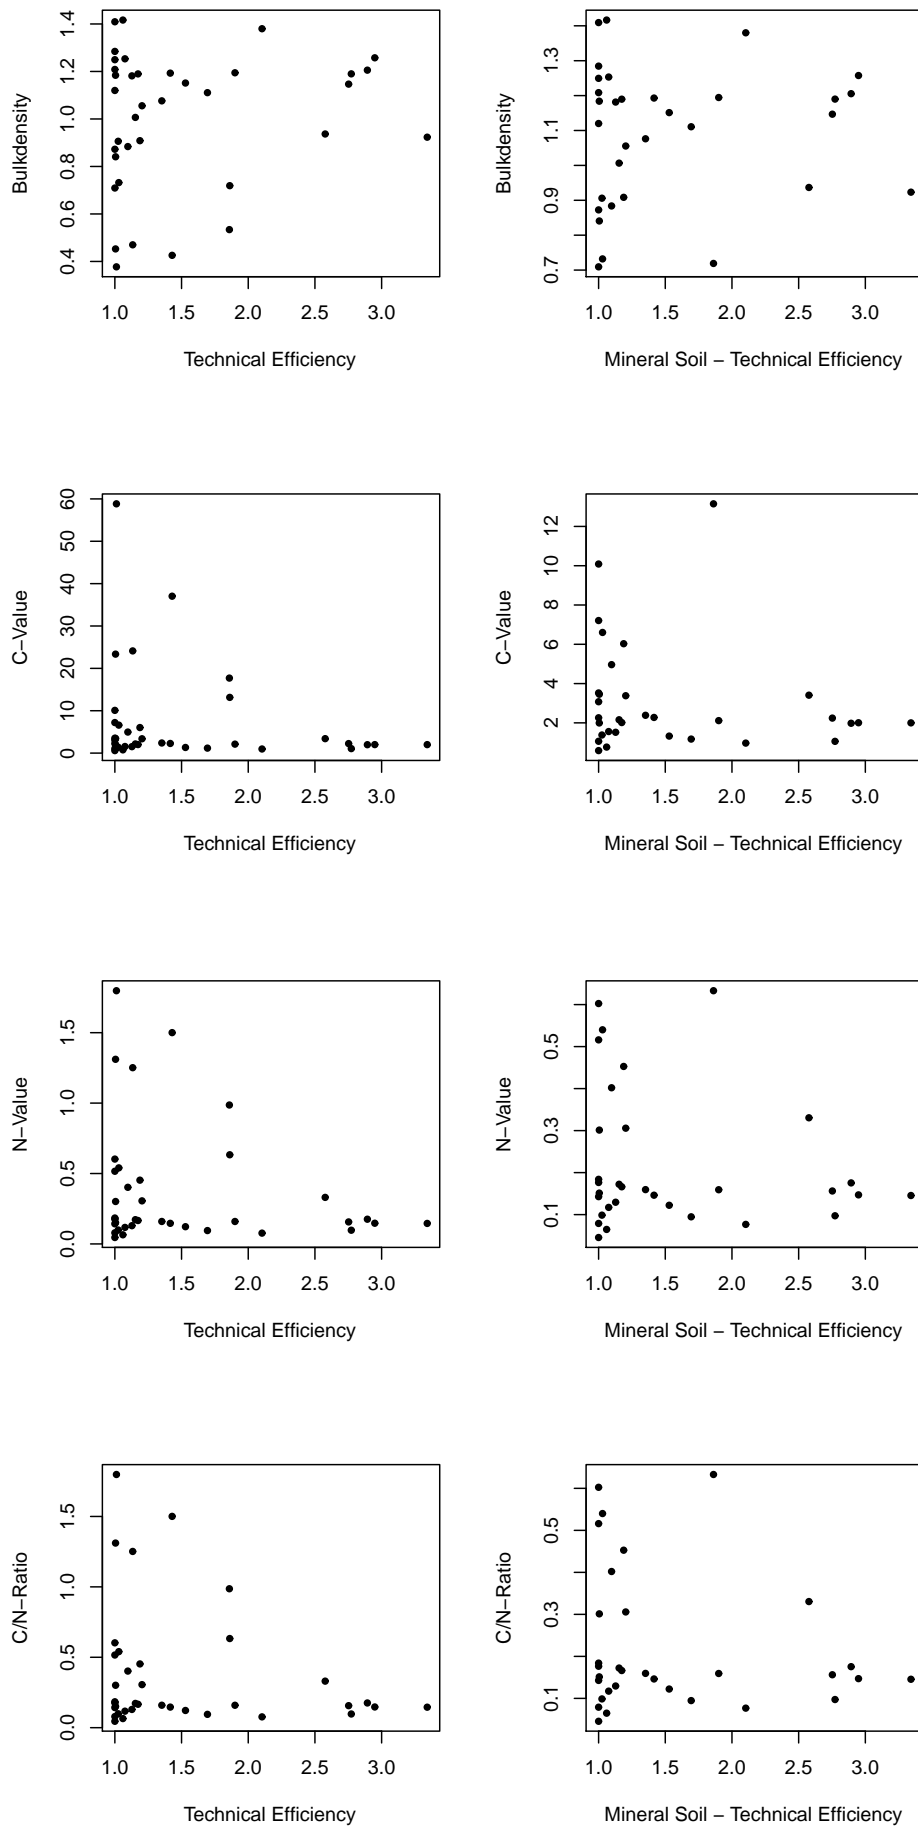 Bulkdensity
0.4 0.6 0.8 1.0 1.2 1.4
1.0 1.5 2.0 2.5 3.0
Technical Efficiency
Bulkdensity
0.7 0.9 1.1 1.3
1.0 1.5 2.0 2.5 3.0
Mineral Soil − Technical Efficiency
C−Value
0 10 20 30 40 50 60
1.0 1.5 2.0 2.5 3.0
Technical Efficiency
C−Value
2 4 6 8 10 12
1.0 1.5 2.0 2.5 3.0
Mineral Soil − Technical Efficiency
N−Value
0.0 0.5 1.0 1.5
1.0 1.5 2.0 2.5 3.0
Technical Efficiency
N−Value
0.1 0.3 0.5
1.0 1.5 2.0 2.5 3.0
Mineral Soil − Technical Efficiency
C/N−Ratio
0.0 0.5 1.0 1.5
1.0 1.5 2.0 2.5 3.0
Technical Efficiency
C/N−Ratio
0.1 0.3 0.5
1.0 1.5 2.0 2.5 3.0
Mineral Soil − Technical Efficiency